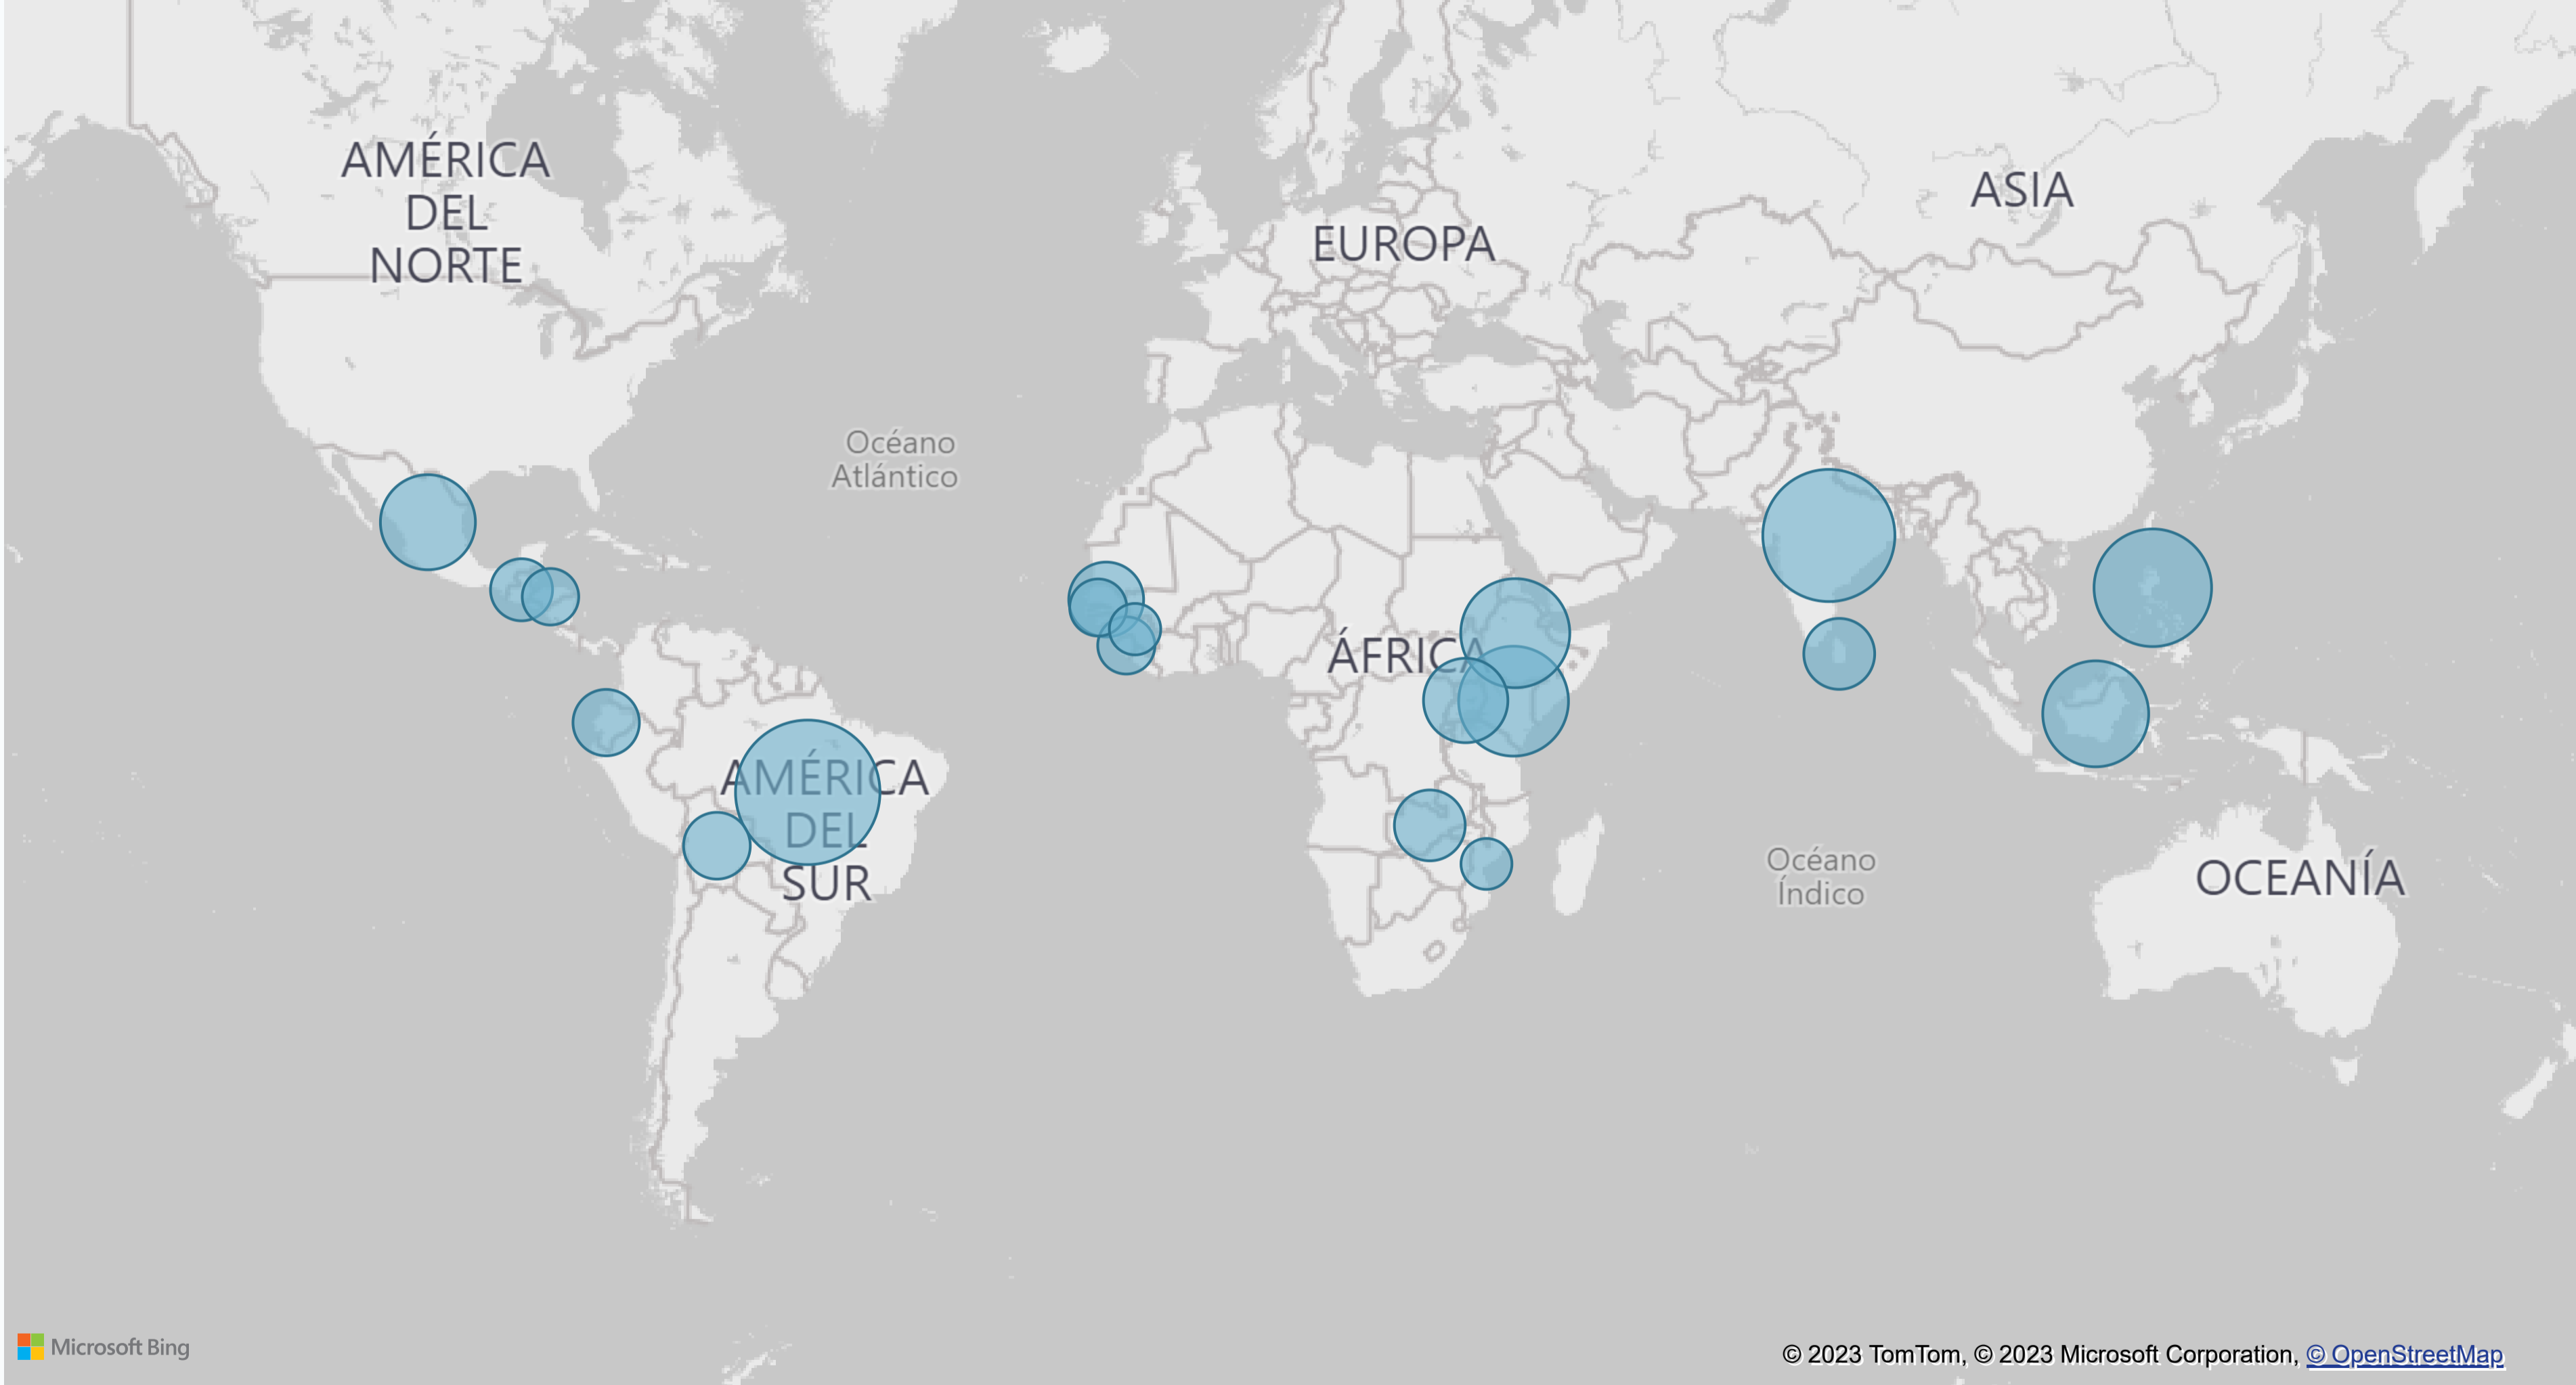 AMÉRICA
DEL
NORTE
EUROPA
ASIA
Océano
Atlántico
ÁFRICA
AMÉRICA
DEL
SUR
Océano
Índico
OCEANÍA
Microsoft Bing
© 2023 TomTom, © 2023 Microsoft Corporation, © OpenStreetMap